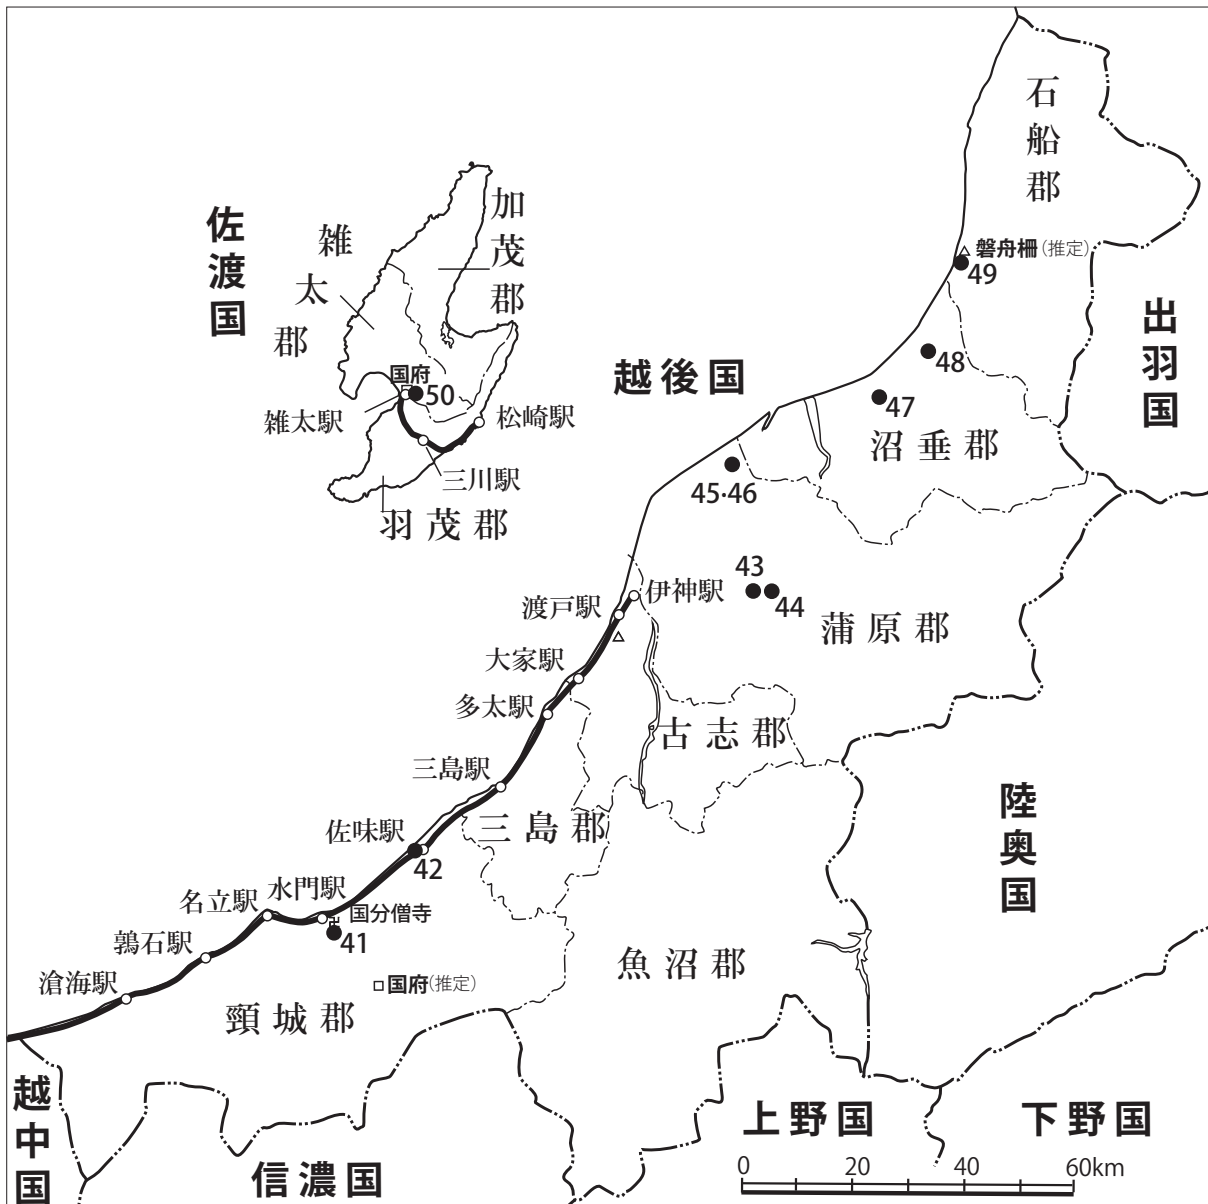 石船郡
磐舟柵(推定)
49
出羽国
佐渡国
雑太郡
加茂郡
国府
50
雑太駅
松崎駅
三川駅
羽茂郡
越後国
48
47
沼垂郡
45·46
43
44
伊神駅
渡戸駅
蒲原郡
大家駅
多太駅
古志郡
三島駅
三島郡
佐味駅
42
陸奥国
水門駅
名立駅
国分僧寺
41
鶉石駅
滄海駅
国府(推定)
頸城郡
魚沼郡
越中国
信濃国
上野国
下野国
0 20 40 60km